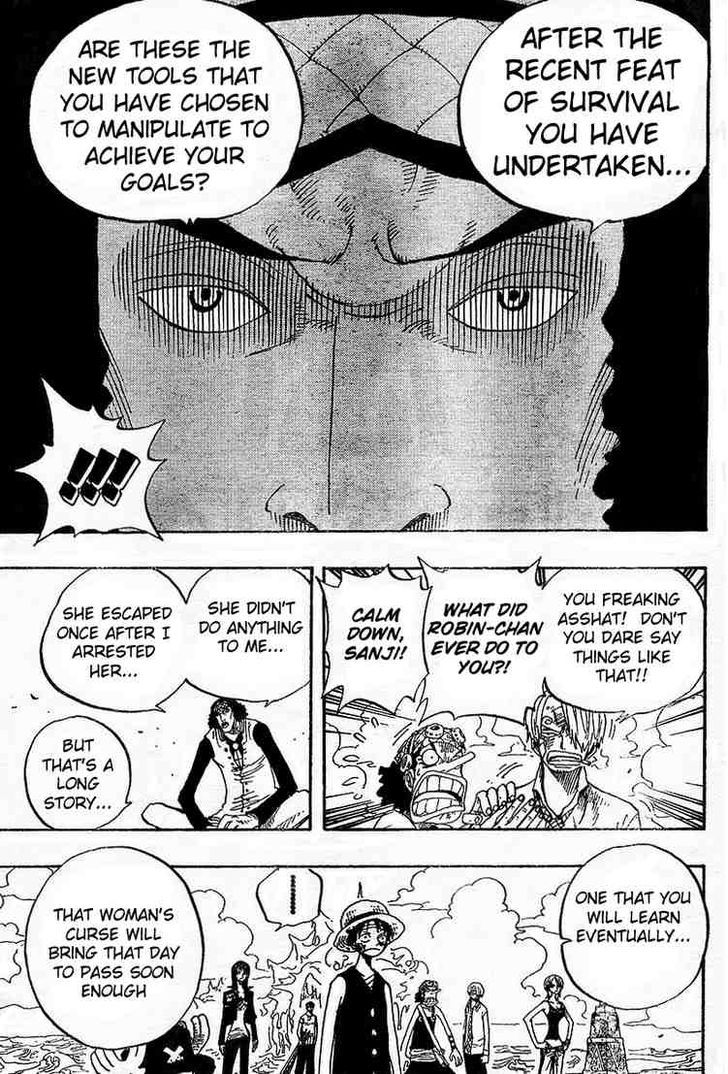 AFTER THE
RECENT FEAT
OF SURVIVAL
YOU HAVE
UNDERTAKEN...
ARE THESE THE
NEW TOOLS THAT
YOU HAVE CHOSEN
TO MANIPULATE TO
ACHIEVE YOUR
GOALS?
!!!
YOU FREAKING
ASSHAT! DON'T
YOU DARE SAY
THINGS LIKE
THAT!!
WHAT DID
ROBIN-CHAN
EVER DO TO
YOU?!
CALM
DOWN,
SANJI!
SHE DIDN'T
DO ANYTHING
TO ME...
SHE ESCAPED
ONCE AFTER I
ARRESTED
HER...
BUT
THAT'S A
LONG
STORY...
ONE THAT YOU
WILL LEARN
EVENTUALLY...
THAT WOMAN'S
CURSE WILL
BRING THAT DAY
TO PASS SOON
ENOUGH